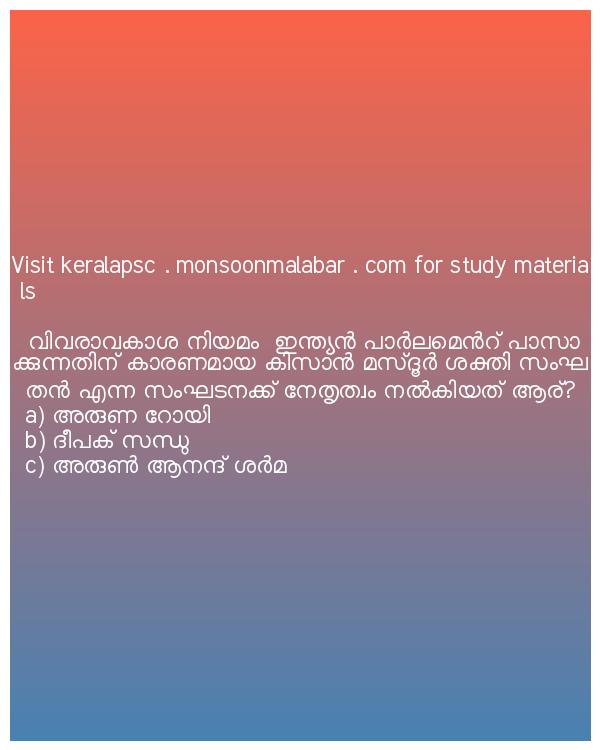 Visit keralapsc . monsoonmalabar . com for study materia
ls
വിവരാവകാശ നിയമം ഇന്ത്യൻ പാർലമെൻറ് പാസാ
ക്കുന്നതിന് കാരണമായ കിസാൻ മസ്ദൂർ ശക്തി സംഘ
തൻ എന്ന സംഘടനക്ക് നേതൃത്വം നൽകിയത് ആര്?
a) അരുണ റോയി
b) ദീപക് സന്ധു
c) അരുൺ ആനന്ദ് ശർമ